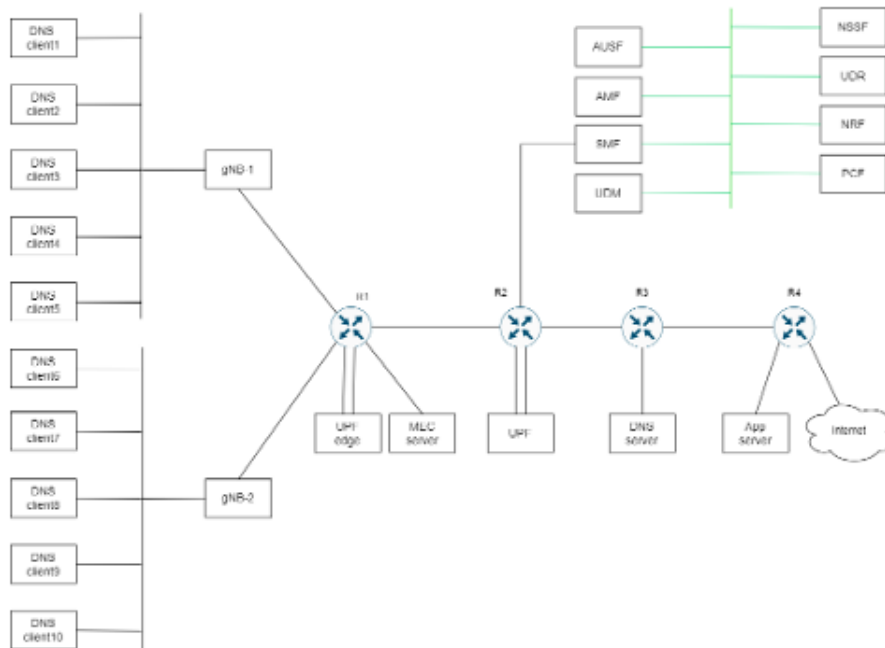 DNS
client1
DNS
client2
DNS
client3
DNS
client4
DNS
client5
gNB-1
DNS
client6
DNS
client7
DNS
client8
DNS
client9
DNS
client10
gNB-2
AUSF
AMF
SMF
UDM
NSSF
UDR
NRF
PCF
R1
R2
R3
R4
UPF
edge
MEC
server
UPF
DNS
server
App
server
Internet